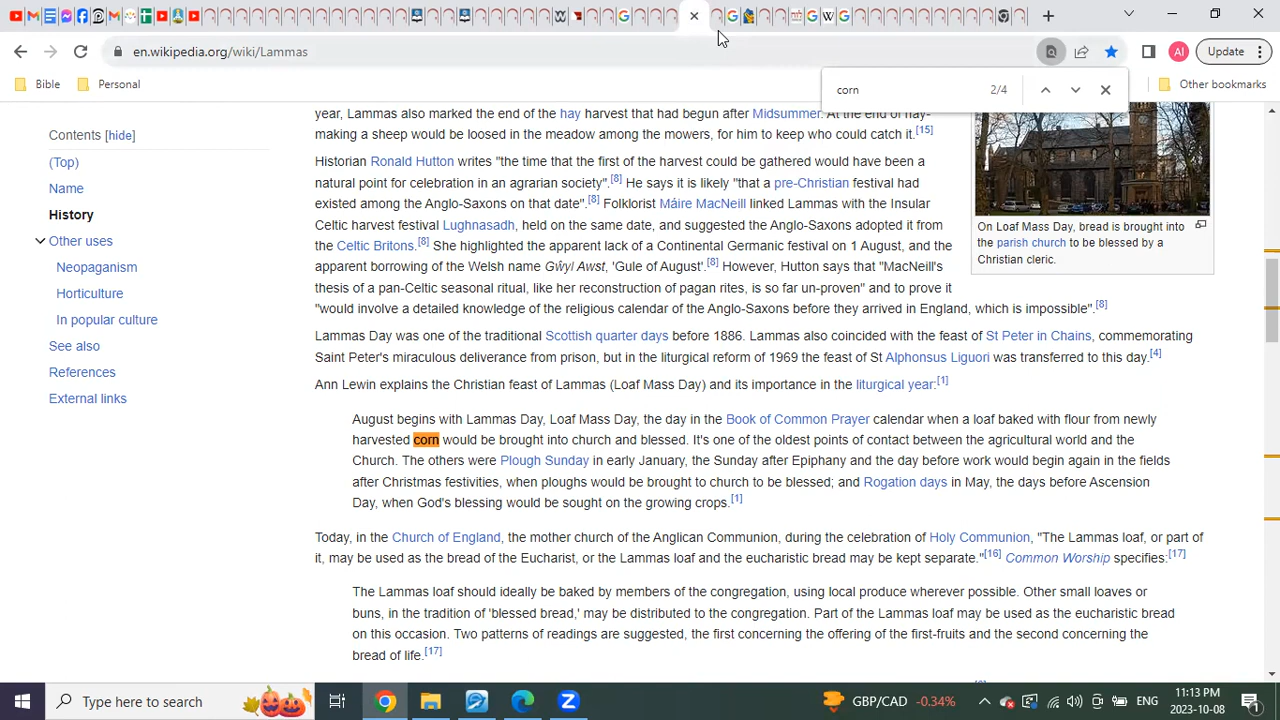 en.wikipedia.org/wiki/Lammas
Update
Bible
Personal
corn
2/4
Other bookmarks
Contents [hide]
(Top)
Name
History
Other uses
Neopaganism
Horticulture
In popular culture
See also
References
External links
year, Lammas also marked the end of the hay harvest that had begun after Midsummer. At the end of hay-
making a sheep would be loosed in the meadow among the mowers, for him to keep who could catch it.[15]
Historian Ronald Hutton writes "the time that the first of the harvest could be gathered would have been a
natural point for celebration in an agrarian society".[8] He says it is likely "that a pre-Christian festival had
existed among the Anglo-Saxons on that date".[8] Folklorist Máire MacNeill linked Lammas with the Insular
Celtic harvest festival Lughnasadh, held on the same date, and suggested the Anglo-Saxons adopted it from
the Celtic Britons.[8] She highlighted the apparent lack of a Continental Germanic festival on 1 August, and the
apparent borrowing of the Welsh name Gŵyl Awst, 'Gule of August'.[8] However, Hutton says that "MacNeill's
thesis of a pan-Celtic seasonal ritual, like her reconstruction of pagan rites, is so far un-proven" and to prove it
"would involve a detailed knowledge of the religious calendar of the Anglo-Saxons before they arrived in England, which is impossible".[8]
On Loaf Mass Day, bread is brought into
the parish church to be blessed by a
Christian cleric.
Lammas Day was one of the traditional Scottish quarter days before 1886. Lammas also coincided with the feast of St Peter in Chains, commemorating
Saint Peter's miraculous deliverance from prison, but in the liturgical reform of 1969 the feast of St Alphonsus Liguori was transferred to this day.[4]
Ann Lewin explains the Christian feast of Lammas (Loaf Mass Day) and its importance in the liturgical year:[1]
August begins with Lammas Day, Loaf Mass Day, the day in the Book of Common Prayer calendar when a loaf baked with flour from newly
harvested corn would be brought into church and blessed. It's one of the oldest points of contact between the agricultural world and the
Church. The others were Plough Sunday in early January, the Sunday after Epiphany and the day before work would begin again in the fields
after Christmas festivities, when ploughs would be brought to church to be blessed; and Rogation days in May, the days before Ascension
Day, when God's blessing would be sought on the growing crops.[1]
Today, in the Church of England, the mother church of the Anglican Communion, during the celebration of Holy Communion, "The Lammas loaf, or part of
it, may be used as the bread of the Eucharist, or the Lammas loaf and the eucharistic bread may be kept separate."[16] Common Worship specifies:[17]
The Lammas loaf should ideally be baked by members of the congregation, using local produce wherever possible. Other small loaves or
buns, in the tradition of 'blessed bread,' may be distributed to the congregation. Part of the Lammas loaf may be used as the eucharistic bread
on this occasion. Two patterns of readings are suggested, the first concerning the offering of the first-fruits and the second concerning the
bread of life.[17]
Type here to search
GBP/CAD -0.34%
ENG
11:13 PM
2023-10-08